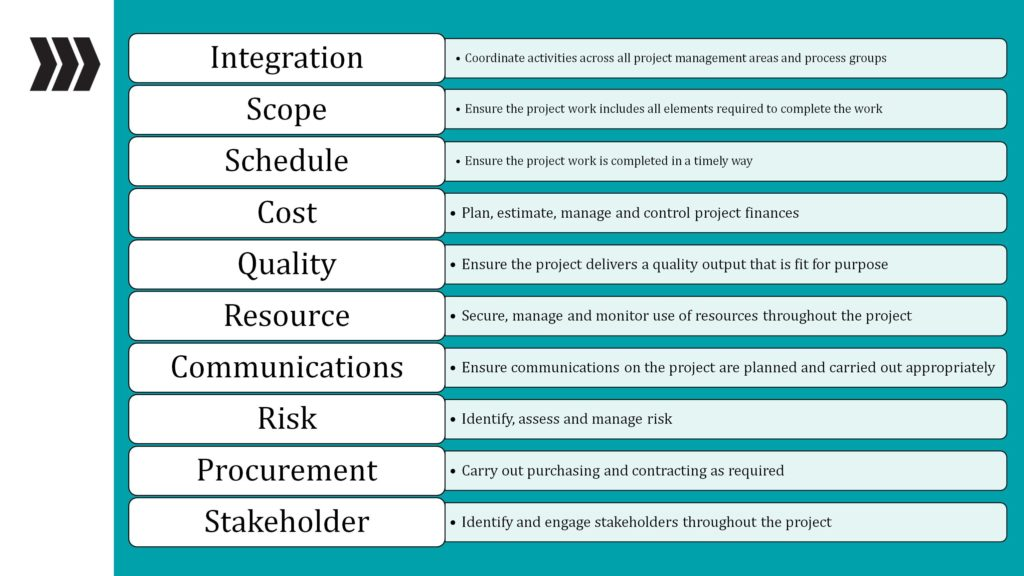 Integration
• Coordinate activities across all project management areas and process groups
Scope
• Ensure the project work includes all elements required to complete the work
Schedule
• Ensure the project work is completed in a timely way
Cost
• Plan, estimate, manage and control project finances
Quality
• Ensure the project delivers a quality output that is fit for purpose
Resource
• Secure, manage and monitor use of resources throughout the project
Communications
• Ensure communications on the project are planned and carried out appropriately
Risk
• Identify, assess and manage risk
Procurement
• Carry out purchasing and contracting as required
Stakeholder
• Identify and engage stakeholders throughout the project